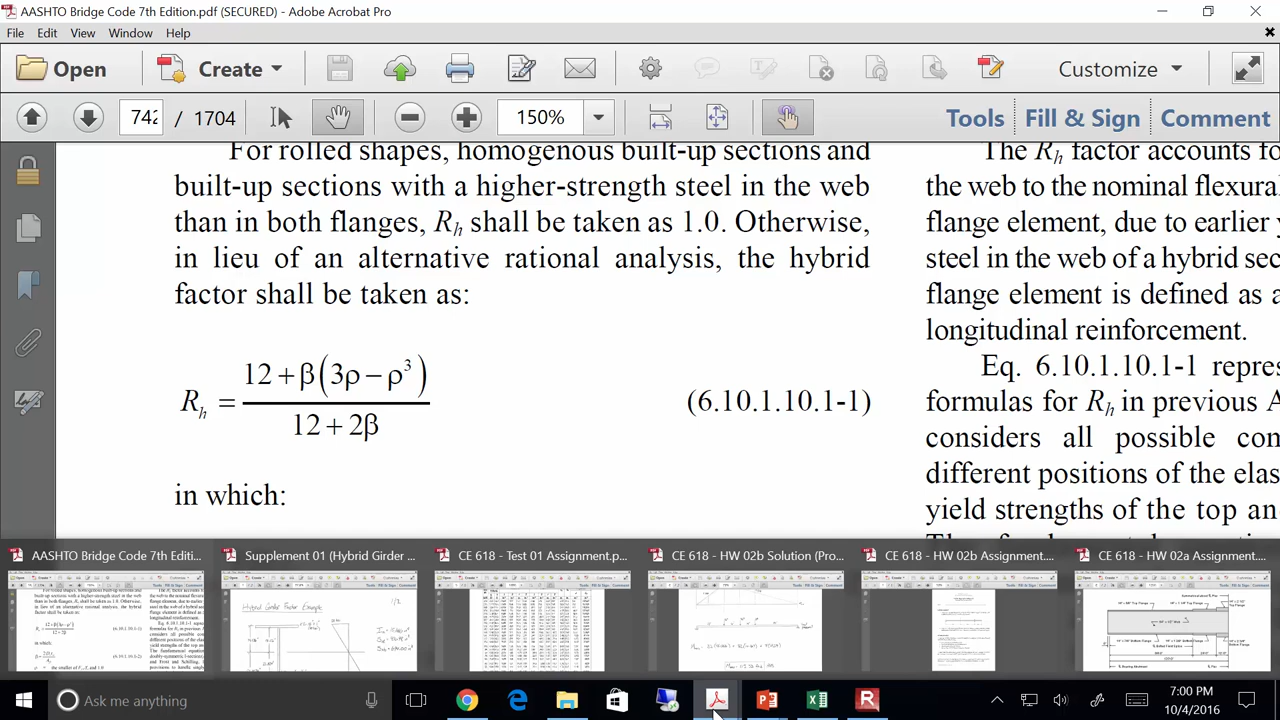 AASHTO Bridge Code 7th Edition.pdf (SECURED) - Adobe Acrobat Pro
File Edit View Window Help
Open Create Customize
742 / 1704 150% Tools Fill & Sign Comment
For rolled shapes, homogenous built-up sections and
built-up sections with a higher-strength steel in the web
than in both flanges, Rh shall be taken as 1.0. Otherwise,
in lieu of an alternative rational analysis, the hybrid
factor shall be taken as:
Rh = 12 + β(3ρ − ρ³) / 12 + 2β (6.10.1.10.1-1)
in which:
The Rh factor accounts fo
the web to the nominal flexural
flange element, due to earlier y
steel in the web of a hybrid sec
flange element is defined as a
longitudinal reinforcement.
Eq. 6.10.1.10.1-1 repres
formulas for Rh in previous A
considers all possible com
different positions of the elas
yield strengths of the top an
AASHTO Bridge Code 7th Editi...
Supplement 01 (Hybrid Girder ...
CE 618 - Test 01 Assignment.p...
CE 618 - HW 02b Solution (Pro...
CE 618 - HW 02b Assignment....
CE 618 - HW 02a Assignment....
Hybrid Girder Factor Example
1/2
Ask me anything
7:00 PM
10/4/2016